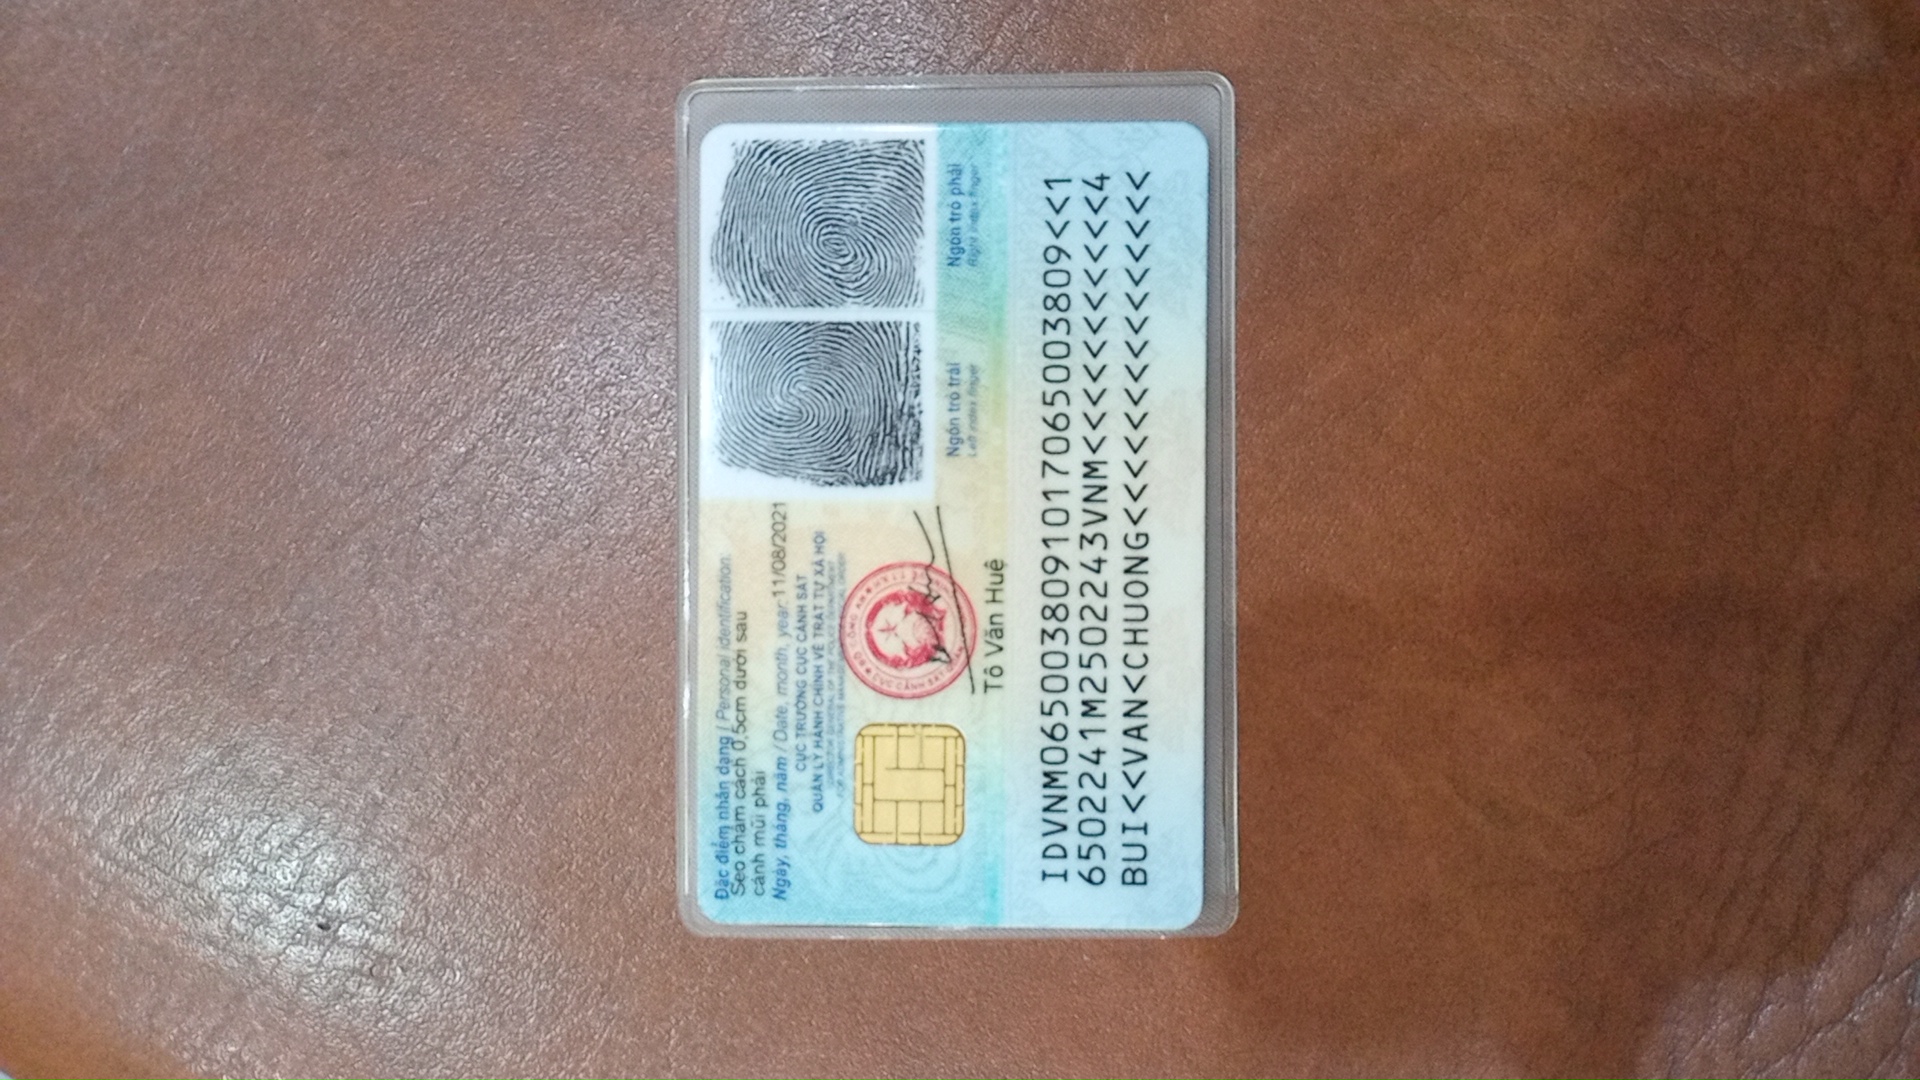 Đặc điểm nhân dạng / Personal identification:
Sẹo chấm cách 0,5cm dưới sau
cánh mũi phải
Ngày, tháng, năm / Date, month, year: 11/08/2021
CỤC TRƯỞNG CỤC CẢNH SÁT
QUẢN LÝ HÀNH CHÍNH VỀ TRẬT TỰ XÃ HỘI
DIRECTOR GENERAL OF THE POLICE DEPARTMENT
FOR ADMINISTRATIVE MANAGEMENT OF SOCIAL ORDER
BỘ CÔNG AN
Tô Văn Huệ
Ngón trỏ trái
Left index finger
Ngón trỏ phải
Right index finger
IDVNM0650038091017065003809<<1
6502241M2502243VNM<<<<<<<<<<<4
BUI<<VAN<CHUONG<<<<<<<<<<<<<<<